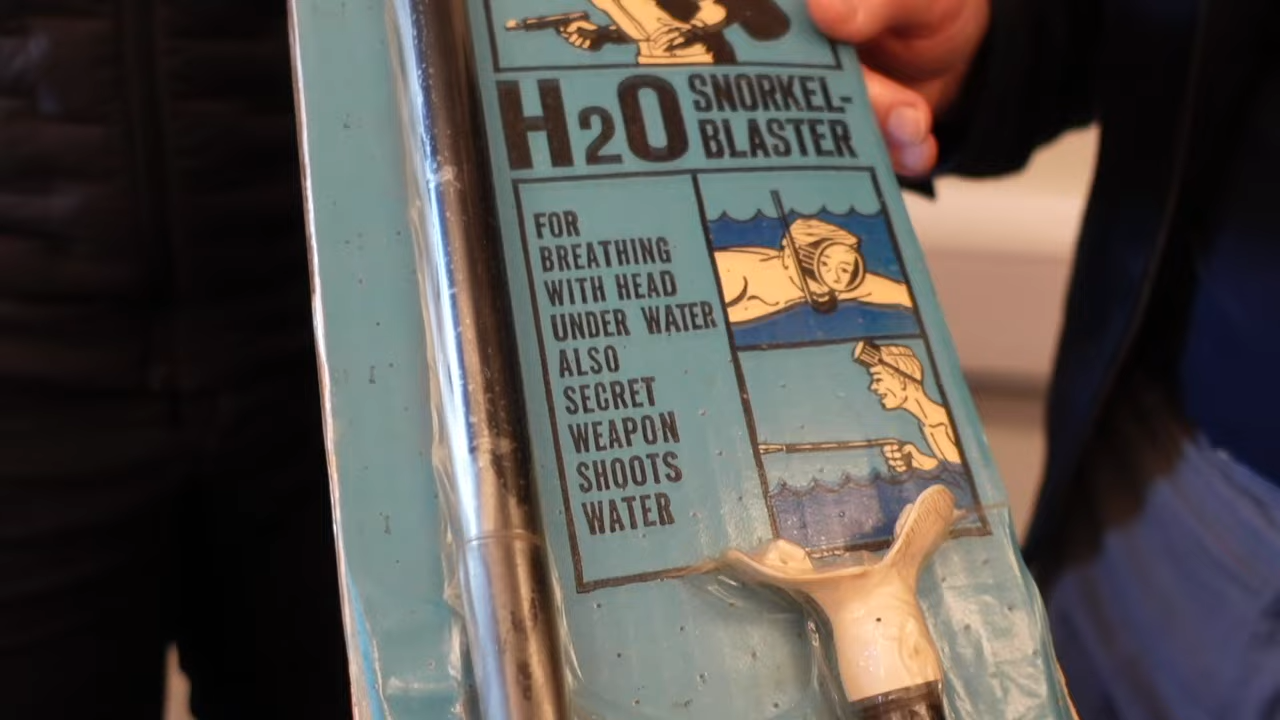 H2O SNORKEL-
BLASTER
FOR
BREATHING
WITH HEAD
UNDER WATER
ALSO
SECRET
WEAPON
SHOOTS
WATER